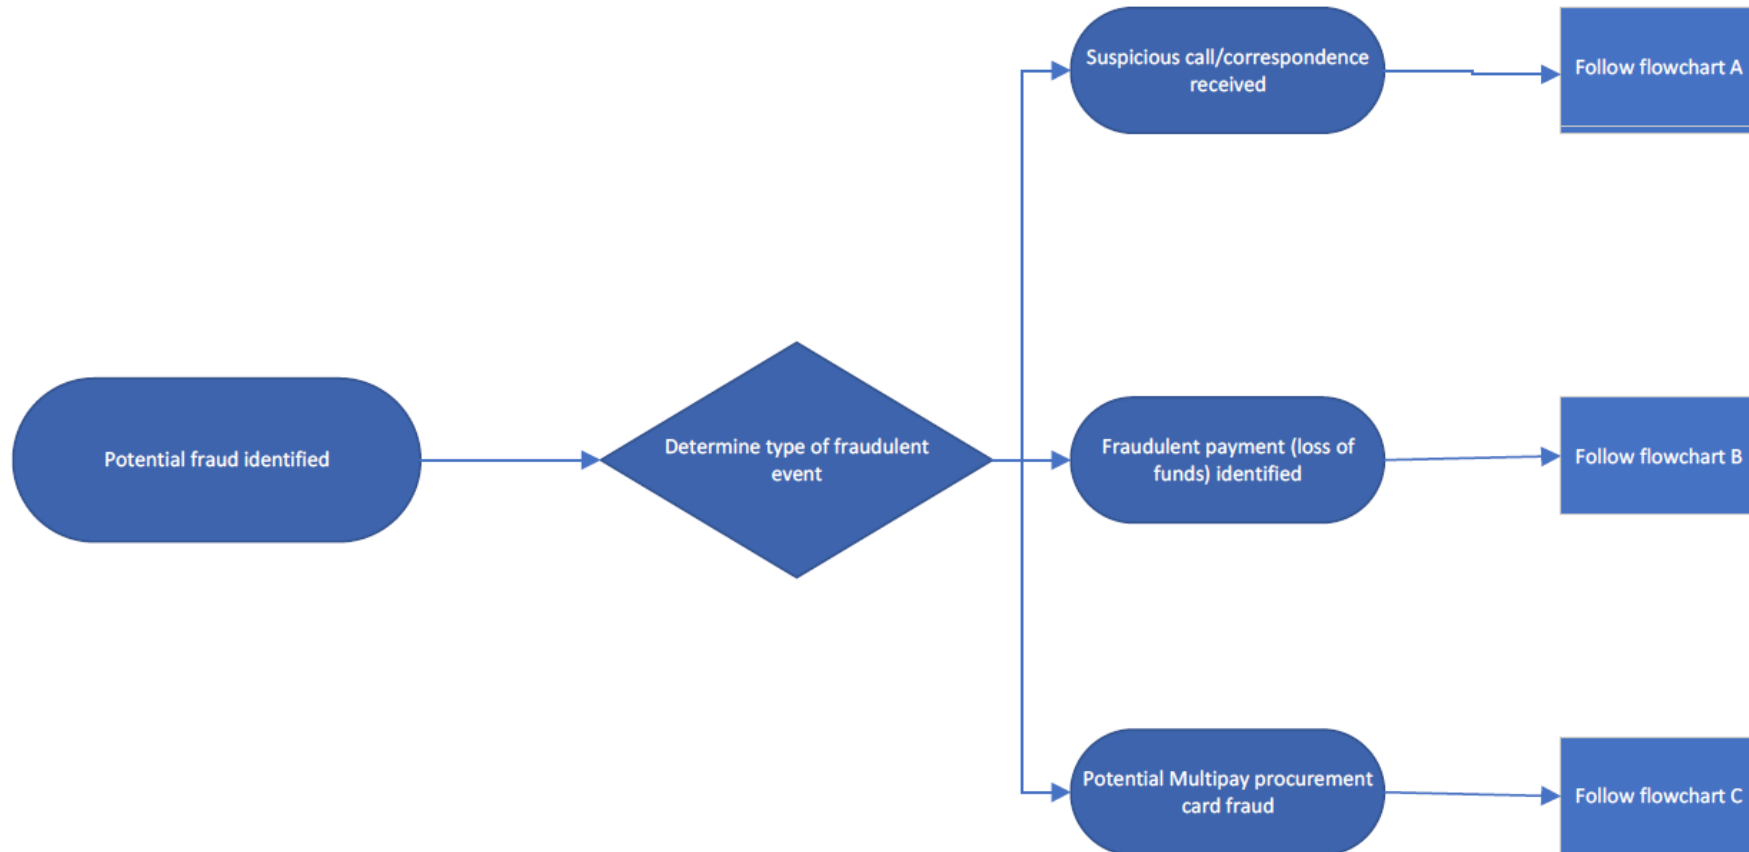 Suspicious call/correspondence
received
Follow flowchart A
Potential fraud identified
Determine type of fraudulent
event
Fraudulent payment (loss of
funds) identified
Follow flowchart B
Potential Multipay procurement
card fraud
Follow flowchart C